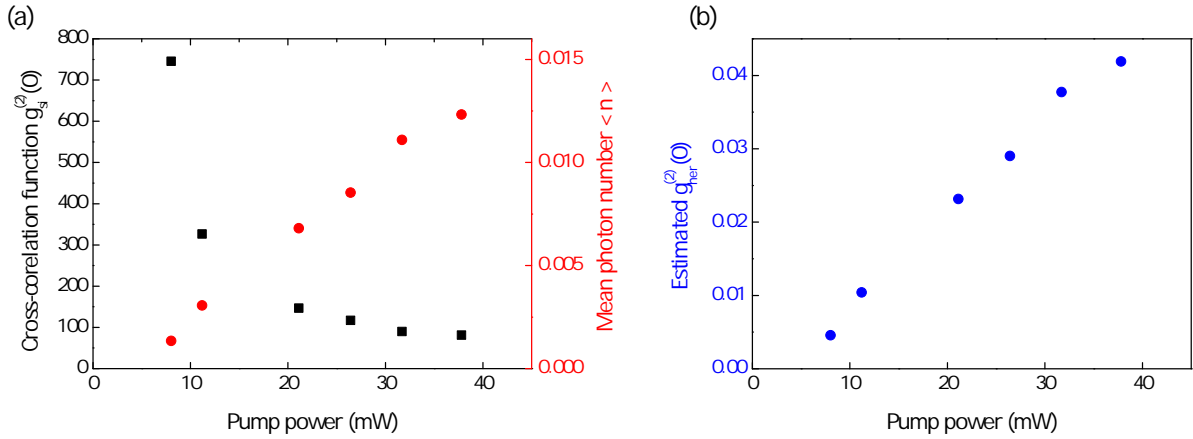 (a)
800
700
600
500
400
300
200
100
0
Cross-corelation function g_si^(2)(0)
0.015
0.010
0.005
0.000
Mean photon number < n >
0 10 20 30 40
Pump power (mW)
(b)
0.04
0.03
0.02
0.01
0.00
Estimated g_her^(2)(0)
0 10 20 30 40
Pump power (mW)